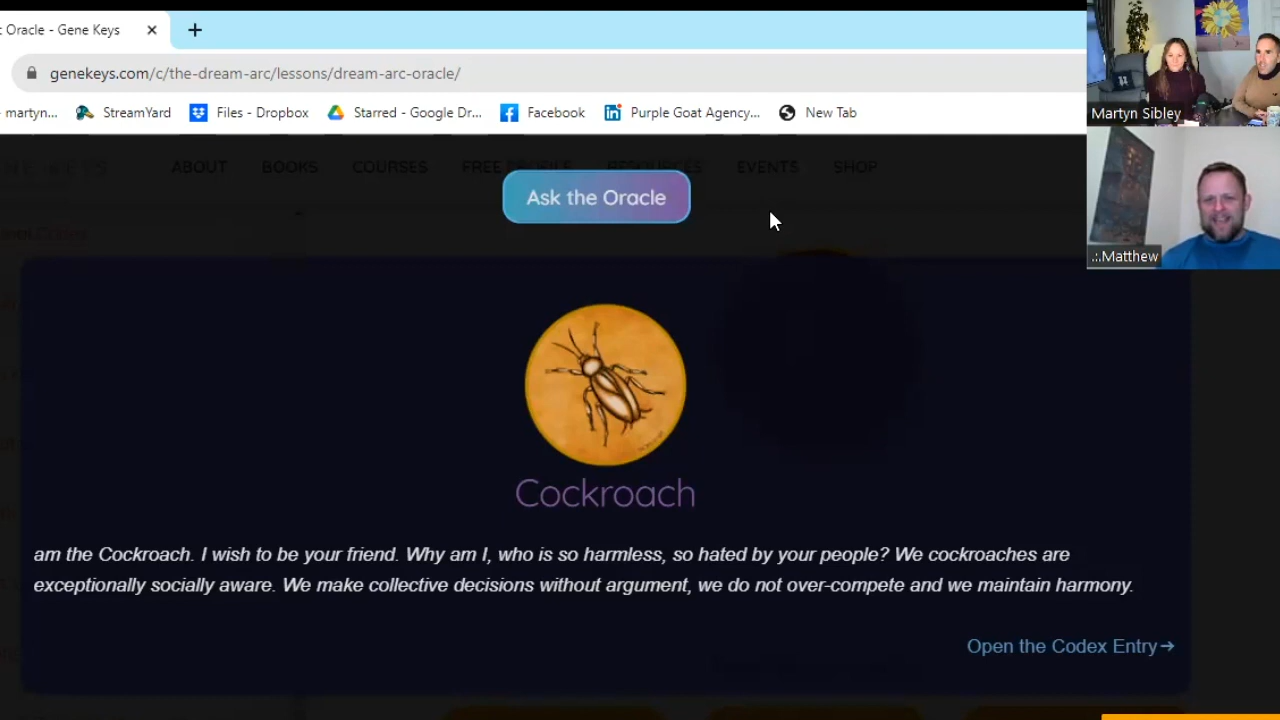 : Oracle - Gene Keys
genekeys.com/c/the-dream-arc/lessons/dream-arc-oracle/
martyn... StreamYard Files - Dropbox Starred - Google Dr... Facebook Purple Goat Agency... New Tab
ABOUT BOOKS COURSES FREE PROFILE RESOURCES EVENTS SHOP
Ask the Oracle
Martyn Sibley
.:.Matthew
Cockroach
am the Cockroach. I wish to be your friend. Why am I, who is so harmless, so hated by your people? We cockroaches are
exceptionally socially aware. We make collective decisions without argument, we do not over-compete and we maintain harmony.
Open the Codex Entry→